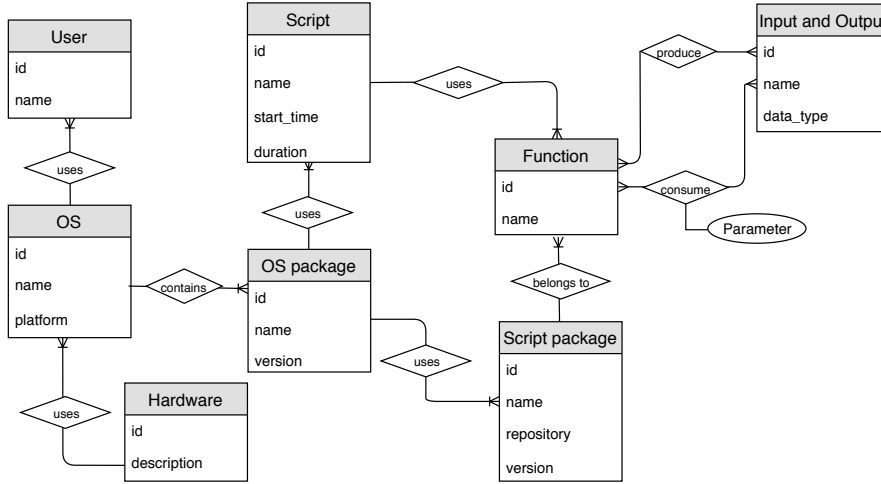 User
id
name
uses
OS
id
name
platform
uses
Hardware
id
description
contains
Script
id
name
start_time
duration
uses
OS package
id
name
version
uses
uses
Function
id
name
belongs to
Script package
id
name
repository
version
produce
consume
Parameter
Input and Output
id
name
data_type